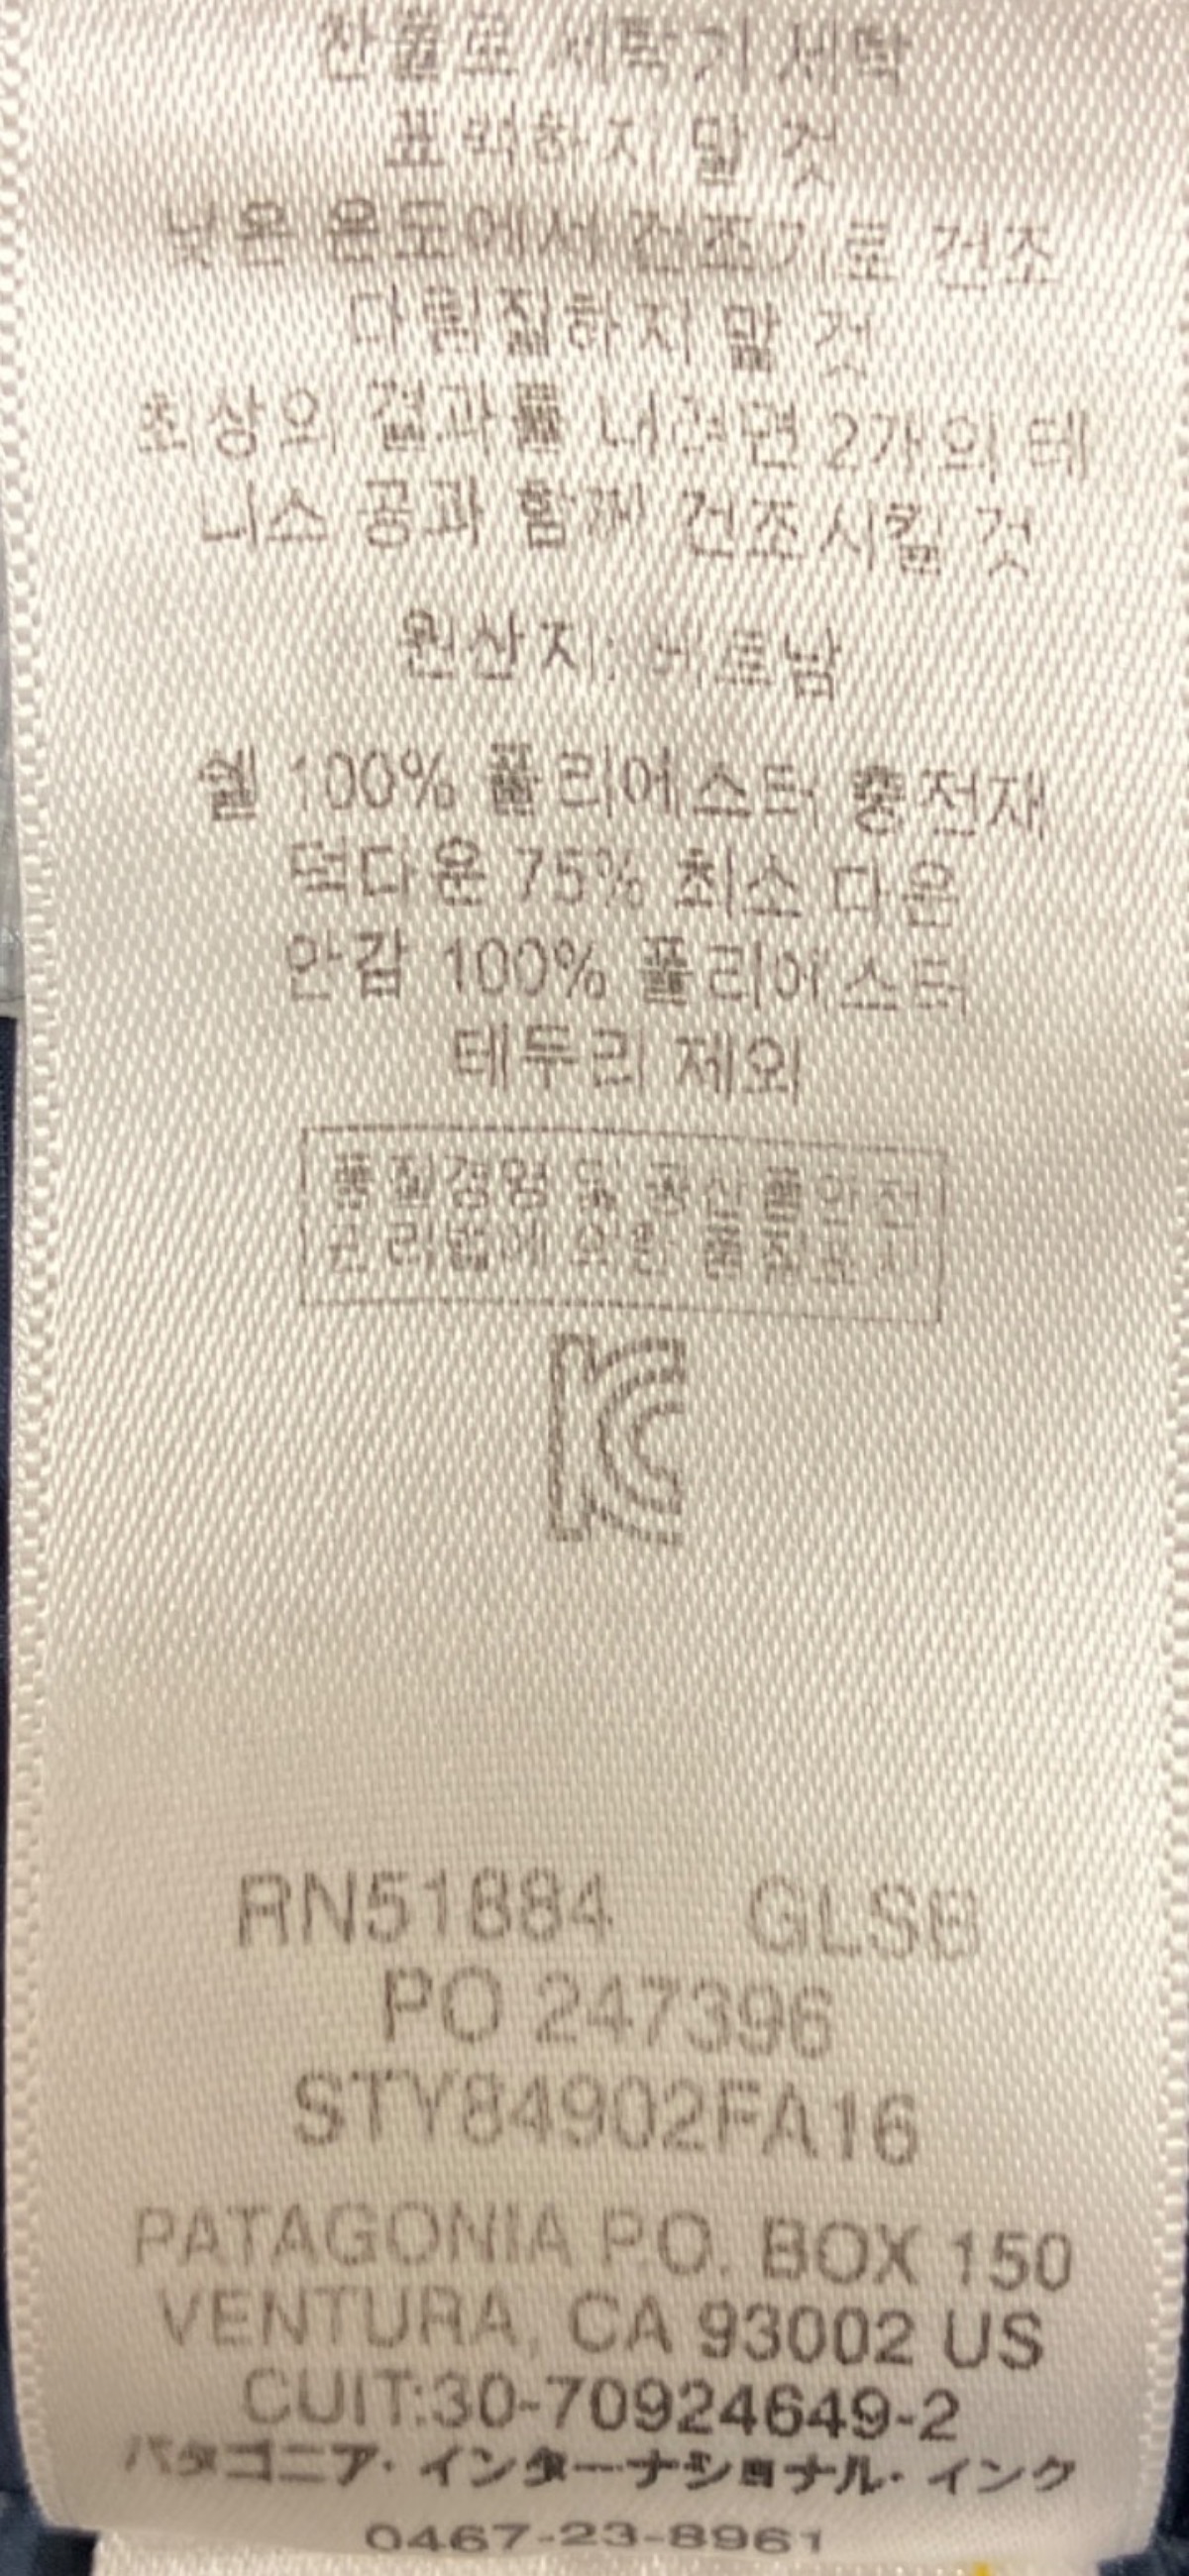 찬물로 세탁기 세탁
표백하지 말 것
낮은 온도에서 건조기로 건조
다림질하지 말 것
최상의 결과를 내려면 2개의 테
니스 공과 함께 건조시킬 것
원산지: 베트남
쉘 100% 폴리에스터 충전재
덕다운 75% 최소 다운
안감 100% 폴리에스터
테두리 제외
품질경영 및 공산품안전
관리법에 의한 품질표시
KC
RN51884 GLSB
PO 247396
STY84902FA16
PATAGONIA P.O. BOX 150
VENTURA, CA 93002 US
CUIT:30-70924649-2
パタゴニア・インターナショナル・インク
0467-23-8961